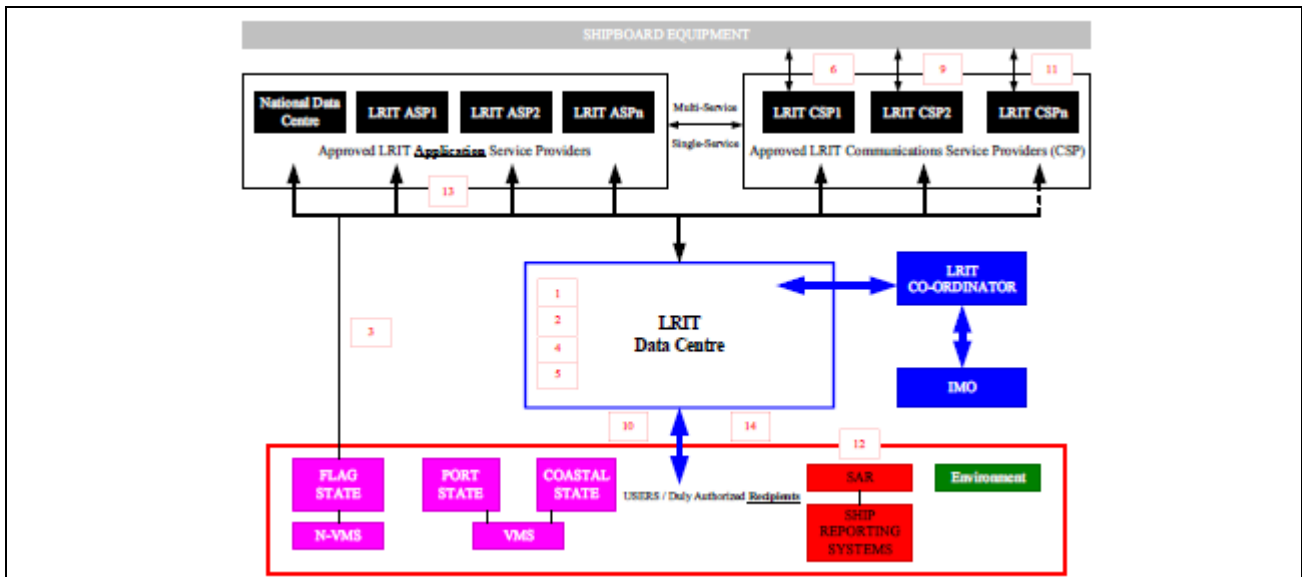 SHIPBOARD EQUIPMENT
6
9
11
National Data
Centre
LRIT ASP1
LRIT ASP2
LRIT ASPn
Multi-Service
Single-Service
LRIT CSP1
LRIT CSP2
LRIT CSPn
Approved LRIT Application Service Providers
Approved LRIT Communications Service Providers (CSP)
13
1
2
4
5
LRIT
Data Centre
LRIT
CO-ORDINATOR
3
IMO
10
14
12
FLAG
STATE
PORT
STATE
COASTAL
STATE
USERS / Duly Authorized Recipients
SAR
Environment
N-VMS
VMS
SHIP
REPORTING
SYSTEMS